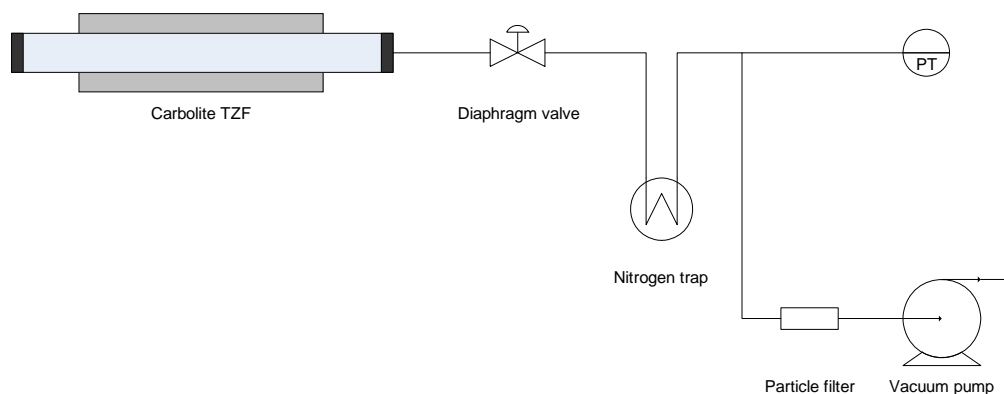 PT
Carbolite TZF
Diaphragm valve
Nitrogen trap
Particle filter
Vacuum pump